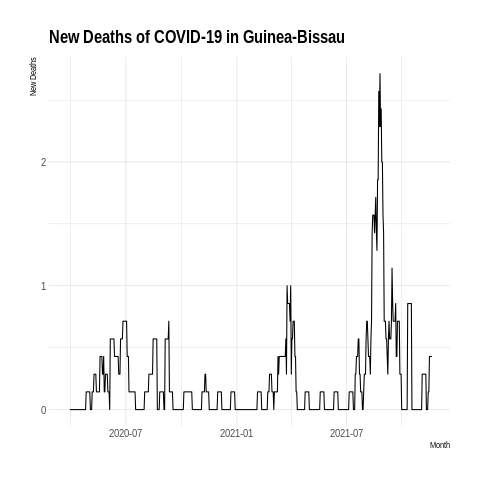 New Deaths of COVID-19 in Guinea-Bissau
New Deaths
2
1
0
2020-07
2021-01
2021-07
Month